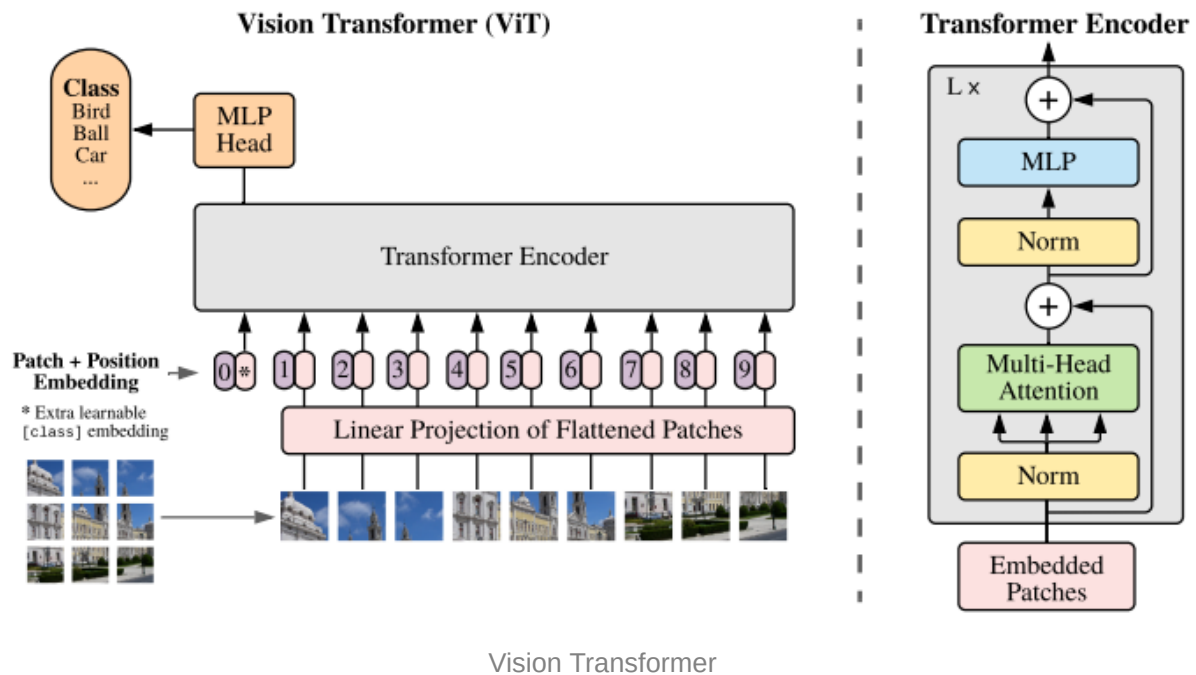 Vision Transformer (ViT)
Class
Bird
Ball
Car
...
MLP
Head
Transformer Encoder
Patch + Position
Embedding
0 * 1 2 3 4 5 6 7 8 9
* Extra learnable
[class] embedding
Linear Projection of Flattened Patches
Transformer Encoder
L ×
+
MLP
Norm
+
Multi-Head
Attention
Norm
Embedded
Patches
Vision Transformer